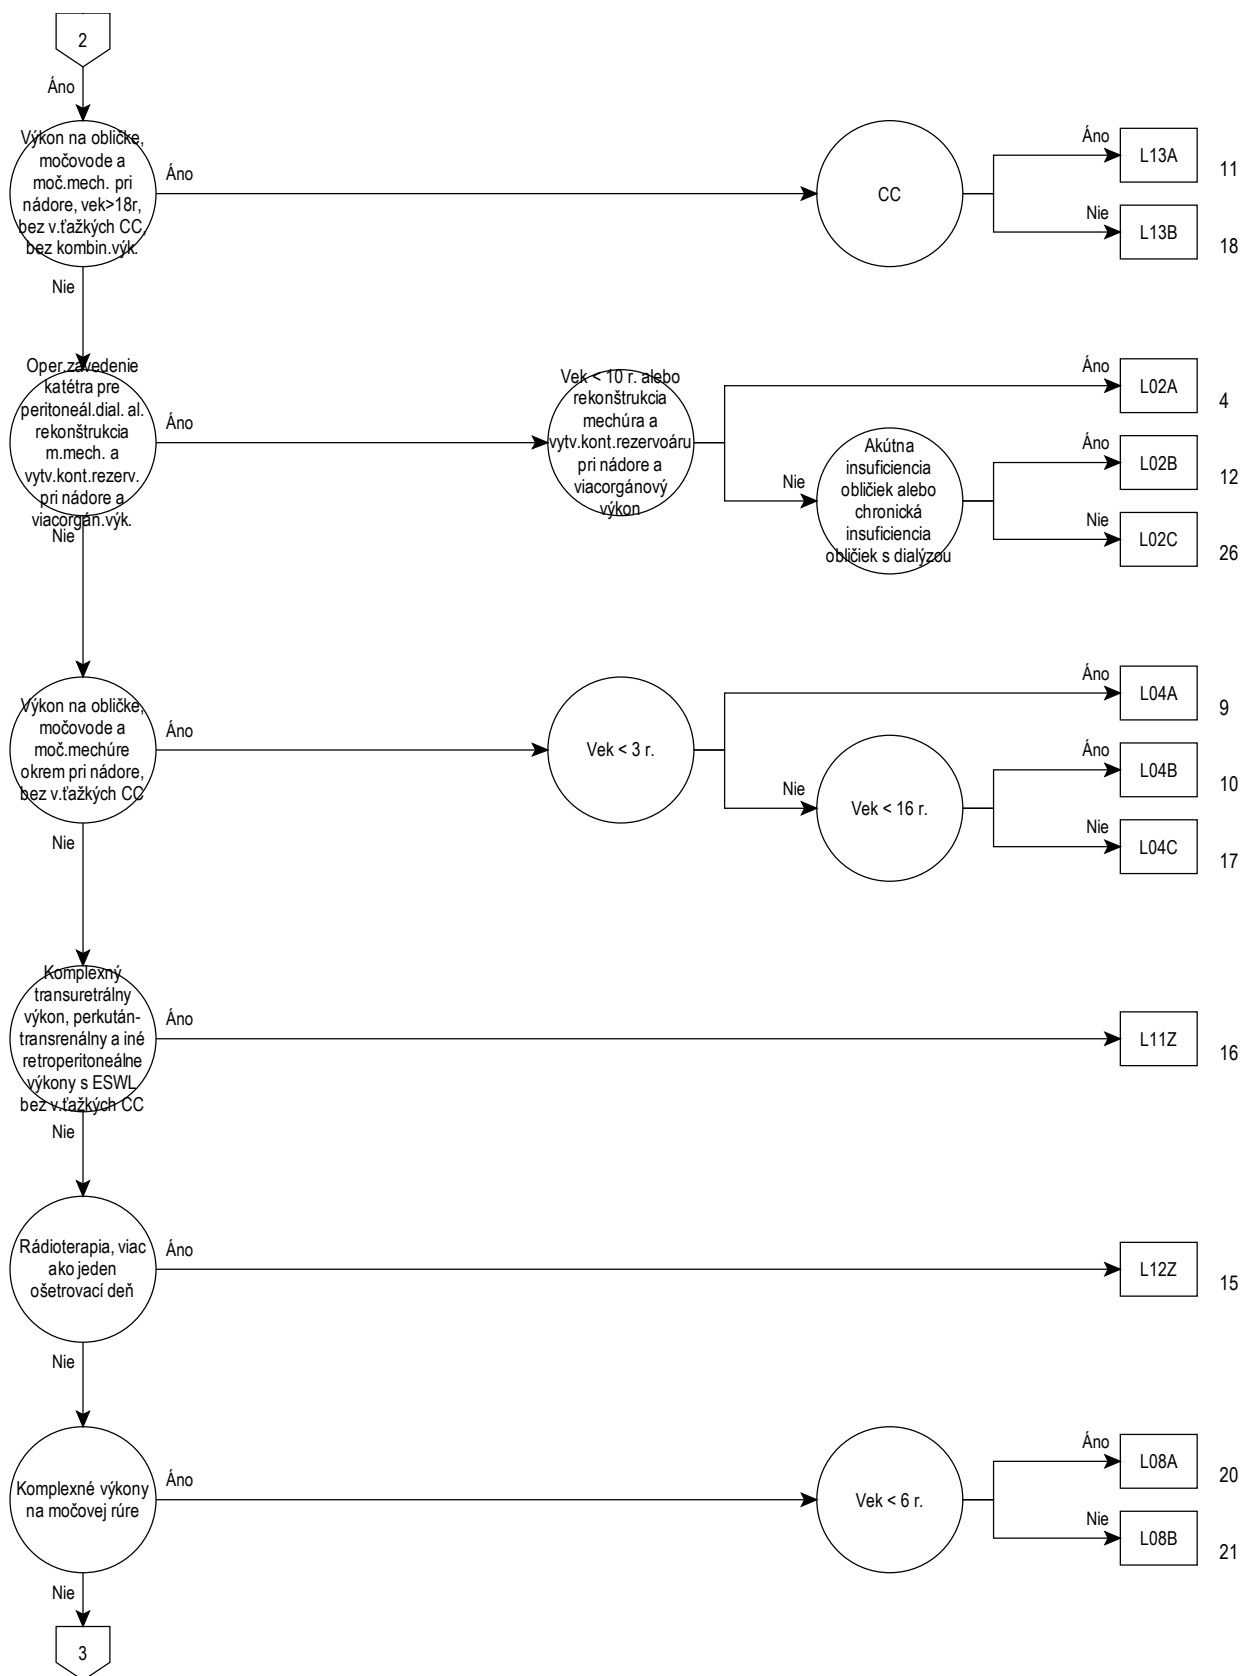 2
Áno
Výkon na obličke,
močovode a
moč.mech. pri
nádore, vek>18r,
bez v.ťažkých CC,
bez kombin.výk.
Áno
CC
Áno
L13A
11
Nie
L13B
18
Nie
Oper.zavedenie
katétra pre
peritoneál.dial. al.
rekonštrukcia
m.mech. a
vytv.kont.rezerv.
pri nádore a
viacorgán.výk.
Áno
Vek < 10 r. alebo
rekonštrukcia
mechúra a
vytv.kont.rezervoáru
pri nádore a
viacorgánový
výkon
Áno
L02A
4
Nie
Akútna
insuficiencia
obličiek alebo
chronická
insuficiencia
obličiek s dialýzou
Áno
L02B
12
Nie
L02C
26
Nie
Výkon na obličke,
močovode a
moč.mechúre
okrem pri nádore,
bez v.ťažkých CC
Áno
Vek < 3 r.
Áno
L04A
9
Nie
Vek < 16 r.
Áno
L04B
10
Nie
L04C
17
Nie
Komplexný
transuretrálny
výkon, perkután-
transrenálny a iné
retroperitoneálne
výkony s ESWL
bez v.ťažkých CC
Áno
L11Z
16
Nie
Rádioterapia, viac
ako jeden
ošetrovací deň
Áno
L12Z
15
Nie
Komplexné výkony
na močovej rúre
Áno
Vek < 6 r.
Áno
L08A
20
Nie
L08B
21
Nie
3